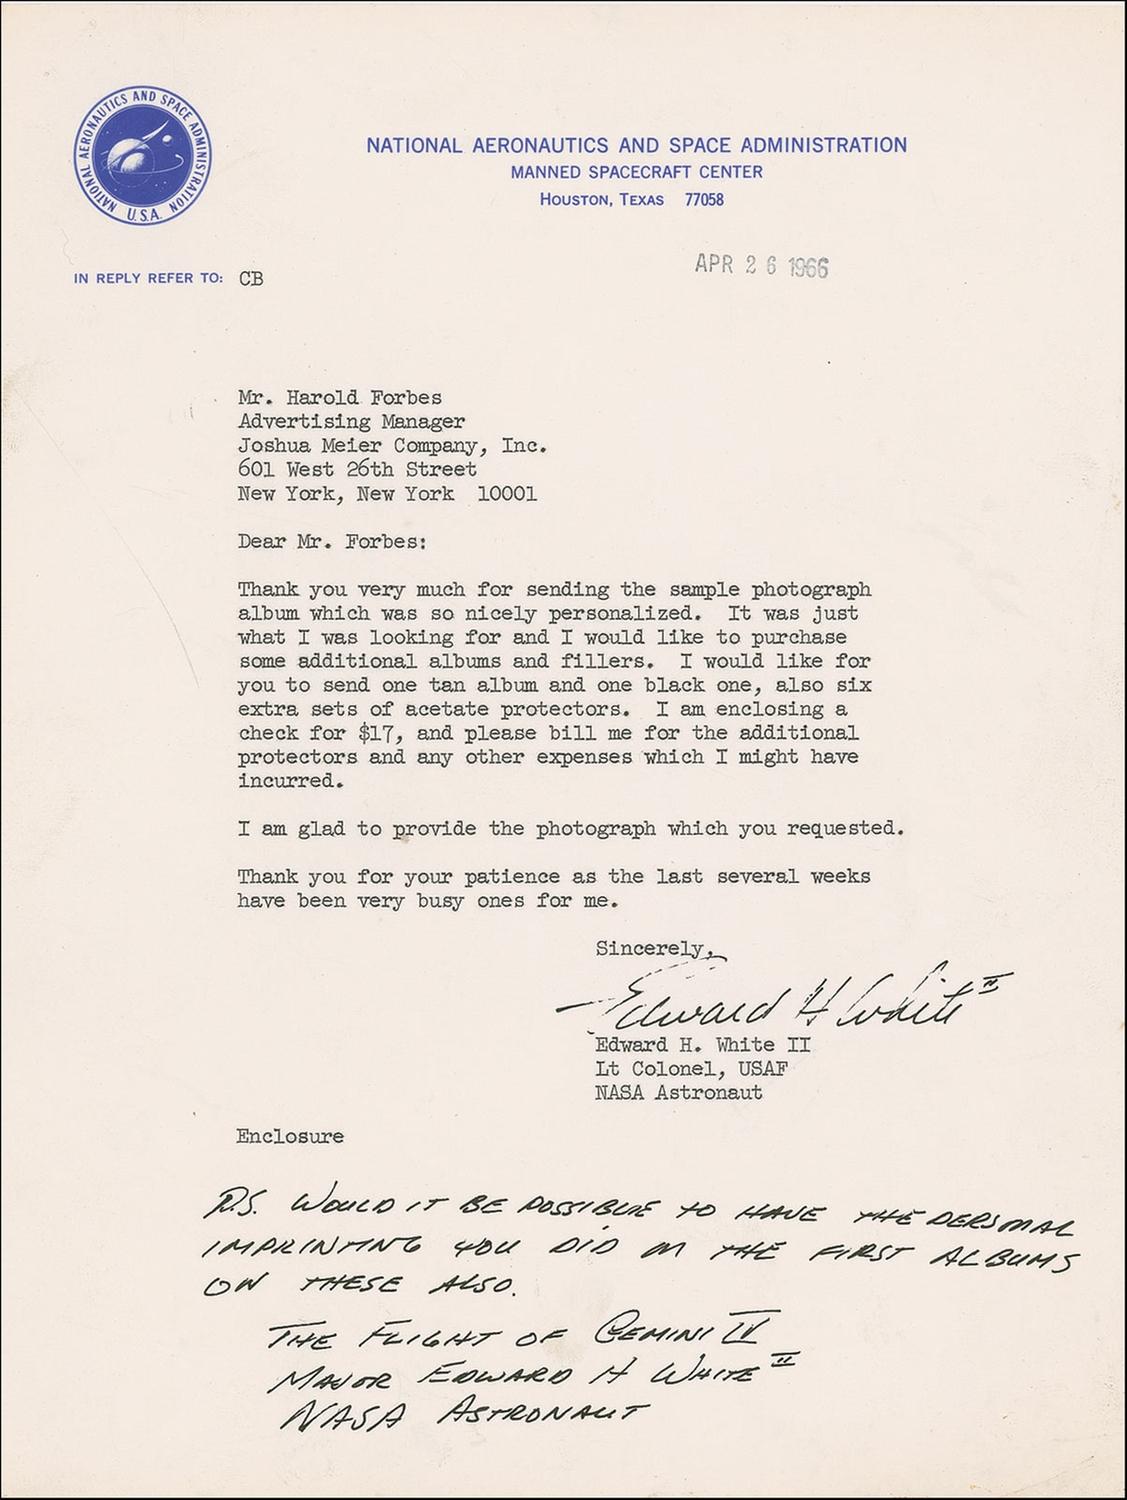 NATIONAL AERONAUTICS AND SPACE ADMINISTRATION
U.S.A.
NATIONAL AERONAUTICS AND SPACE ADMINISTRATION
MANNED SPACECRAFT CENTER
HOUSTON, TEXAS 77058
IN REPLY REFER TO: CB
APR 26 1966
Mr. Harold Forbes
Advertising Manager
Joshua Meier Company, Inc.
601 West 26th Street
New York, New York 10001
Dear Mr. Forbes:
Thank you very much for sending the sample photograph
album which was so nicely personalized. It was just
what I was looking for and I would like to purchase
some additional albums and fillers. I would like for
you to send one tan album and one black one, also six
extra sets of acetate protectors. I am enclosing a
check for $17, and please bill me for the additional
protectors and any other expenses which I might have
incurred.
I am glad to provide the photograph which you requested.
Thank you for your patience as the last several weeks
have been very busy ones for me.
Sincerely,
Edward H White II
Edward H. White II
Lt Colonel, USAF
NASA Astronaut
Enclosure
P.S. WOULD IT BE POSSIBLE TO HAVE THE PERSONAL
IMPRINTING YOU DID ON THE FIRST ALBUMS
ON THESE ALSO.
THE FLIGHT OF GEMINI IV
MAJOR EDWARD H WHITE II
NASA ASTRONAUT